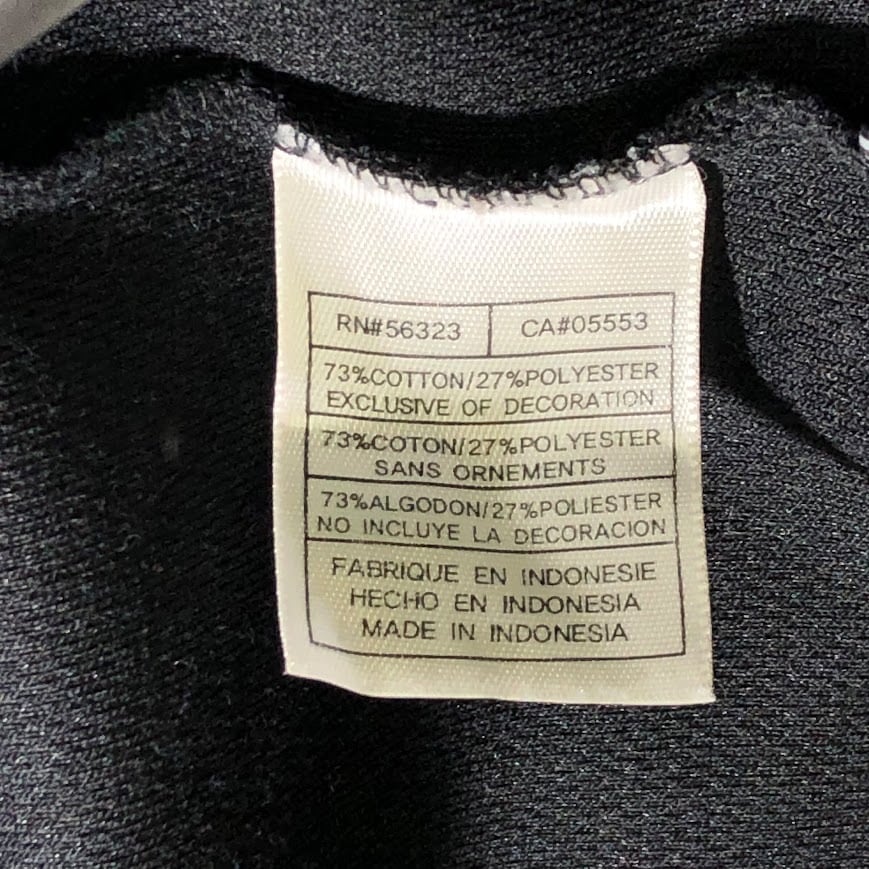 RN#56323 CA#05553
73%COTTON/27%POLYESTER
EXCLUSIVE OF DECORATION
73%COTON/27%POLYESTER
SANS ORNEMENTS
73%ALGODON/27%POLIESTER
NO INCLUYE LA DECORACION
FABRIQUE EN INDONESIE
HECHO EN INDONESIA
MADE IN INDONESIA